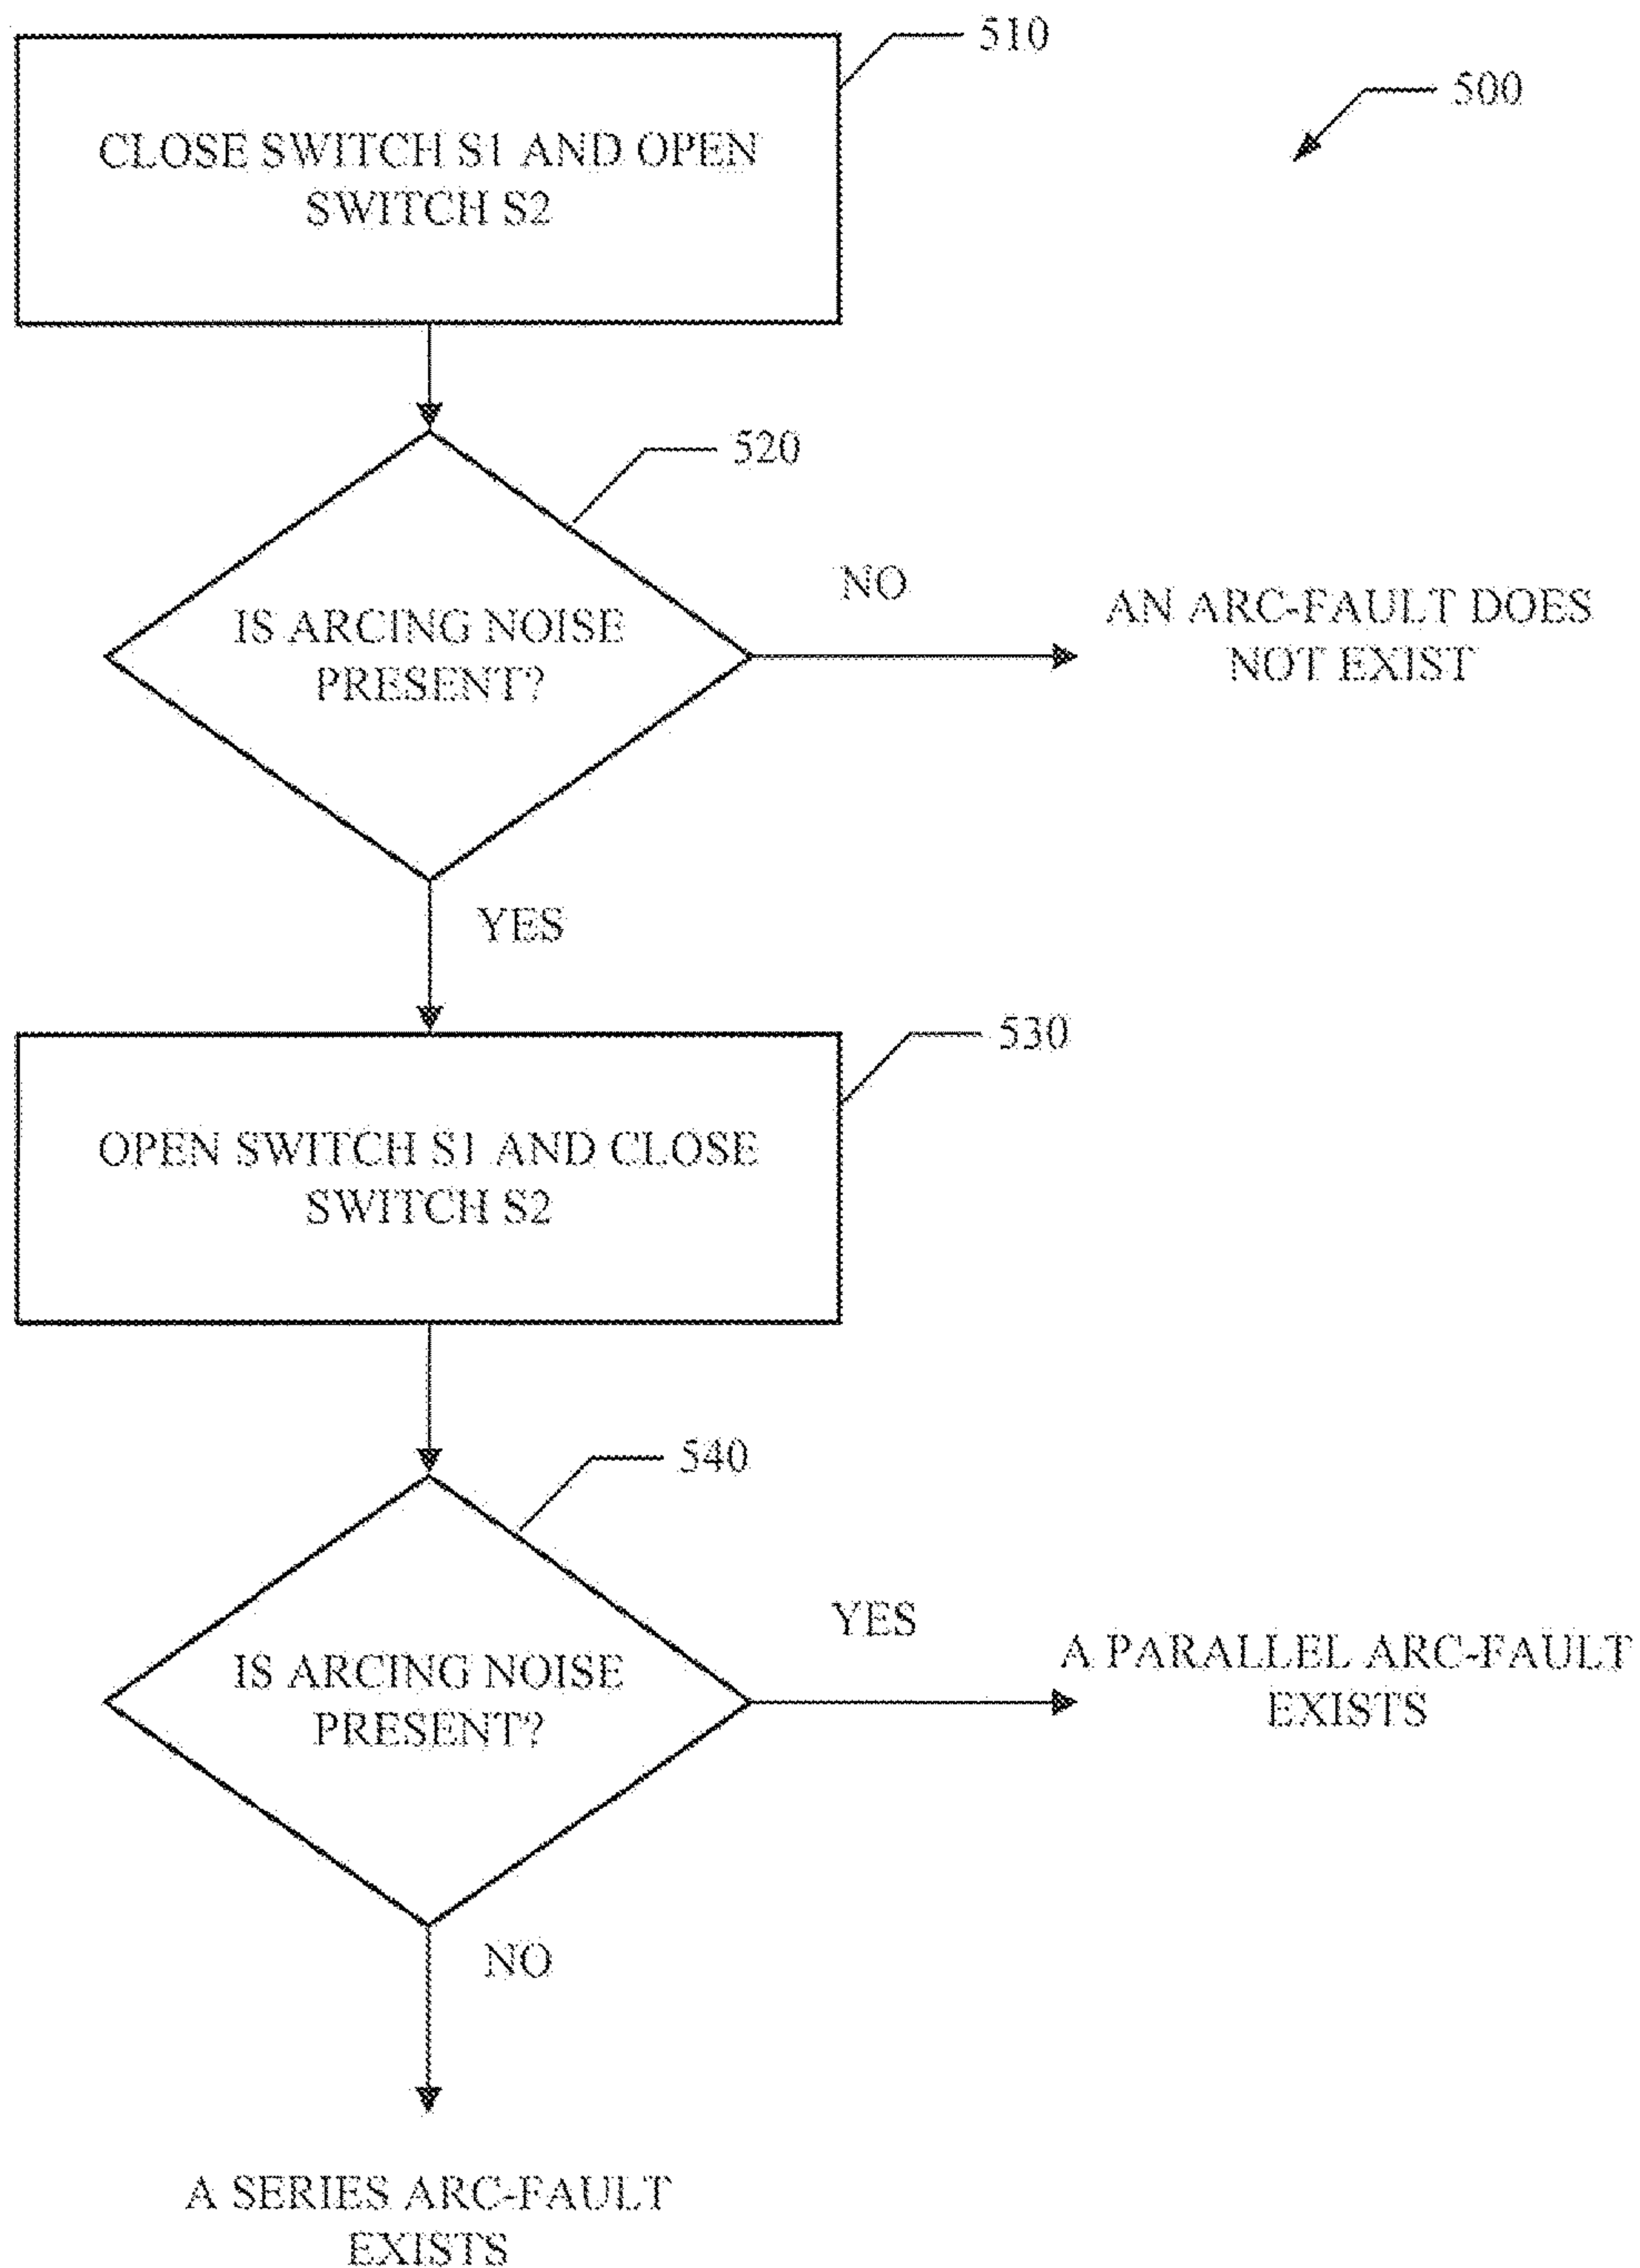 510
500
CLOSE SWITCH S1 AND OPEN
SWITCH S2
520
NO
IS ARCING NOISE
PRESENT?
AN ARC-FAULT DOES
NOT EXIST
YES
530
OPEN SWITCH S1 AND CLOSE
SWITCH S2
540
YES
IS ARCING NOISE
PRESENT?
A PARALLEL ARC-FAULT
EXISTS
NO
A SERIES ARC-FAULT
EXISTS